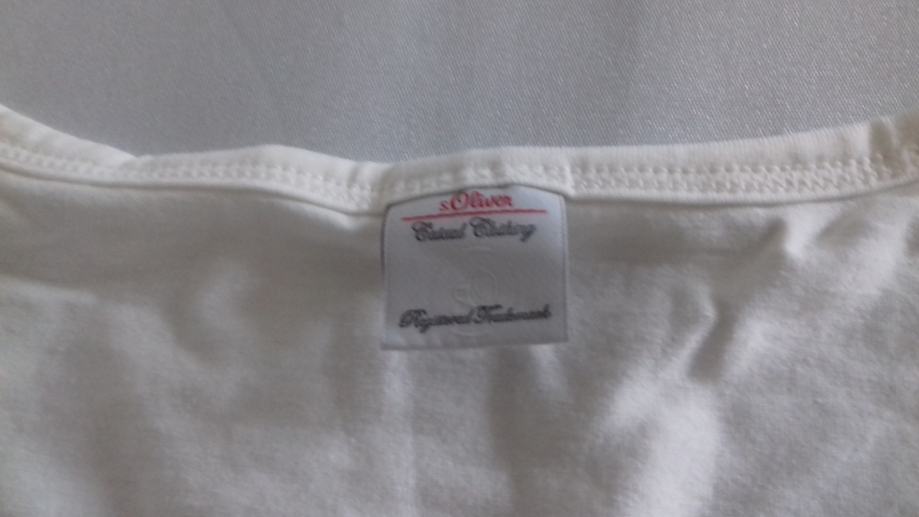 s.Oliver
Casual Clothing
Registered Trademark